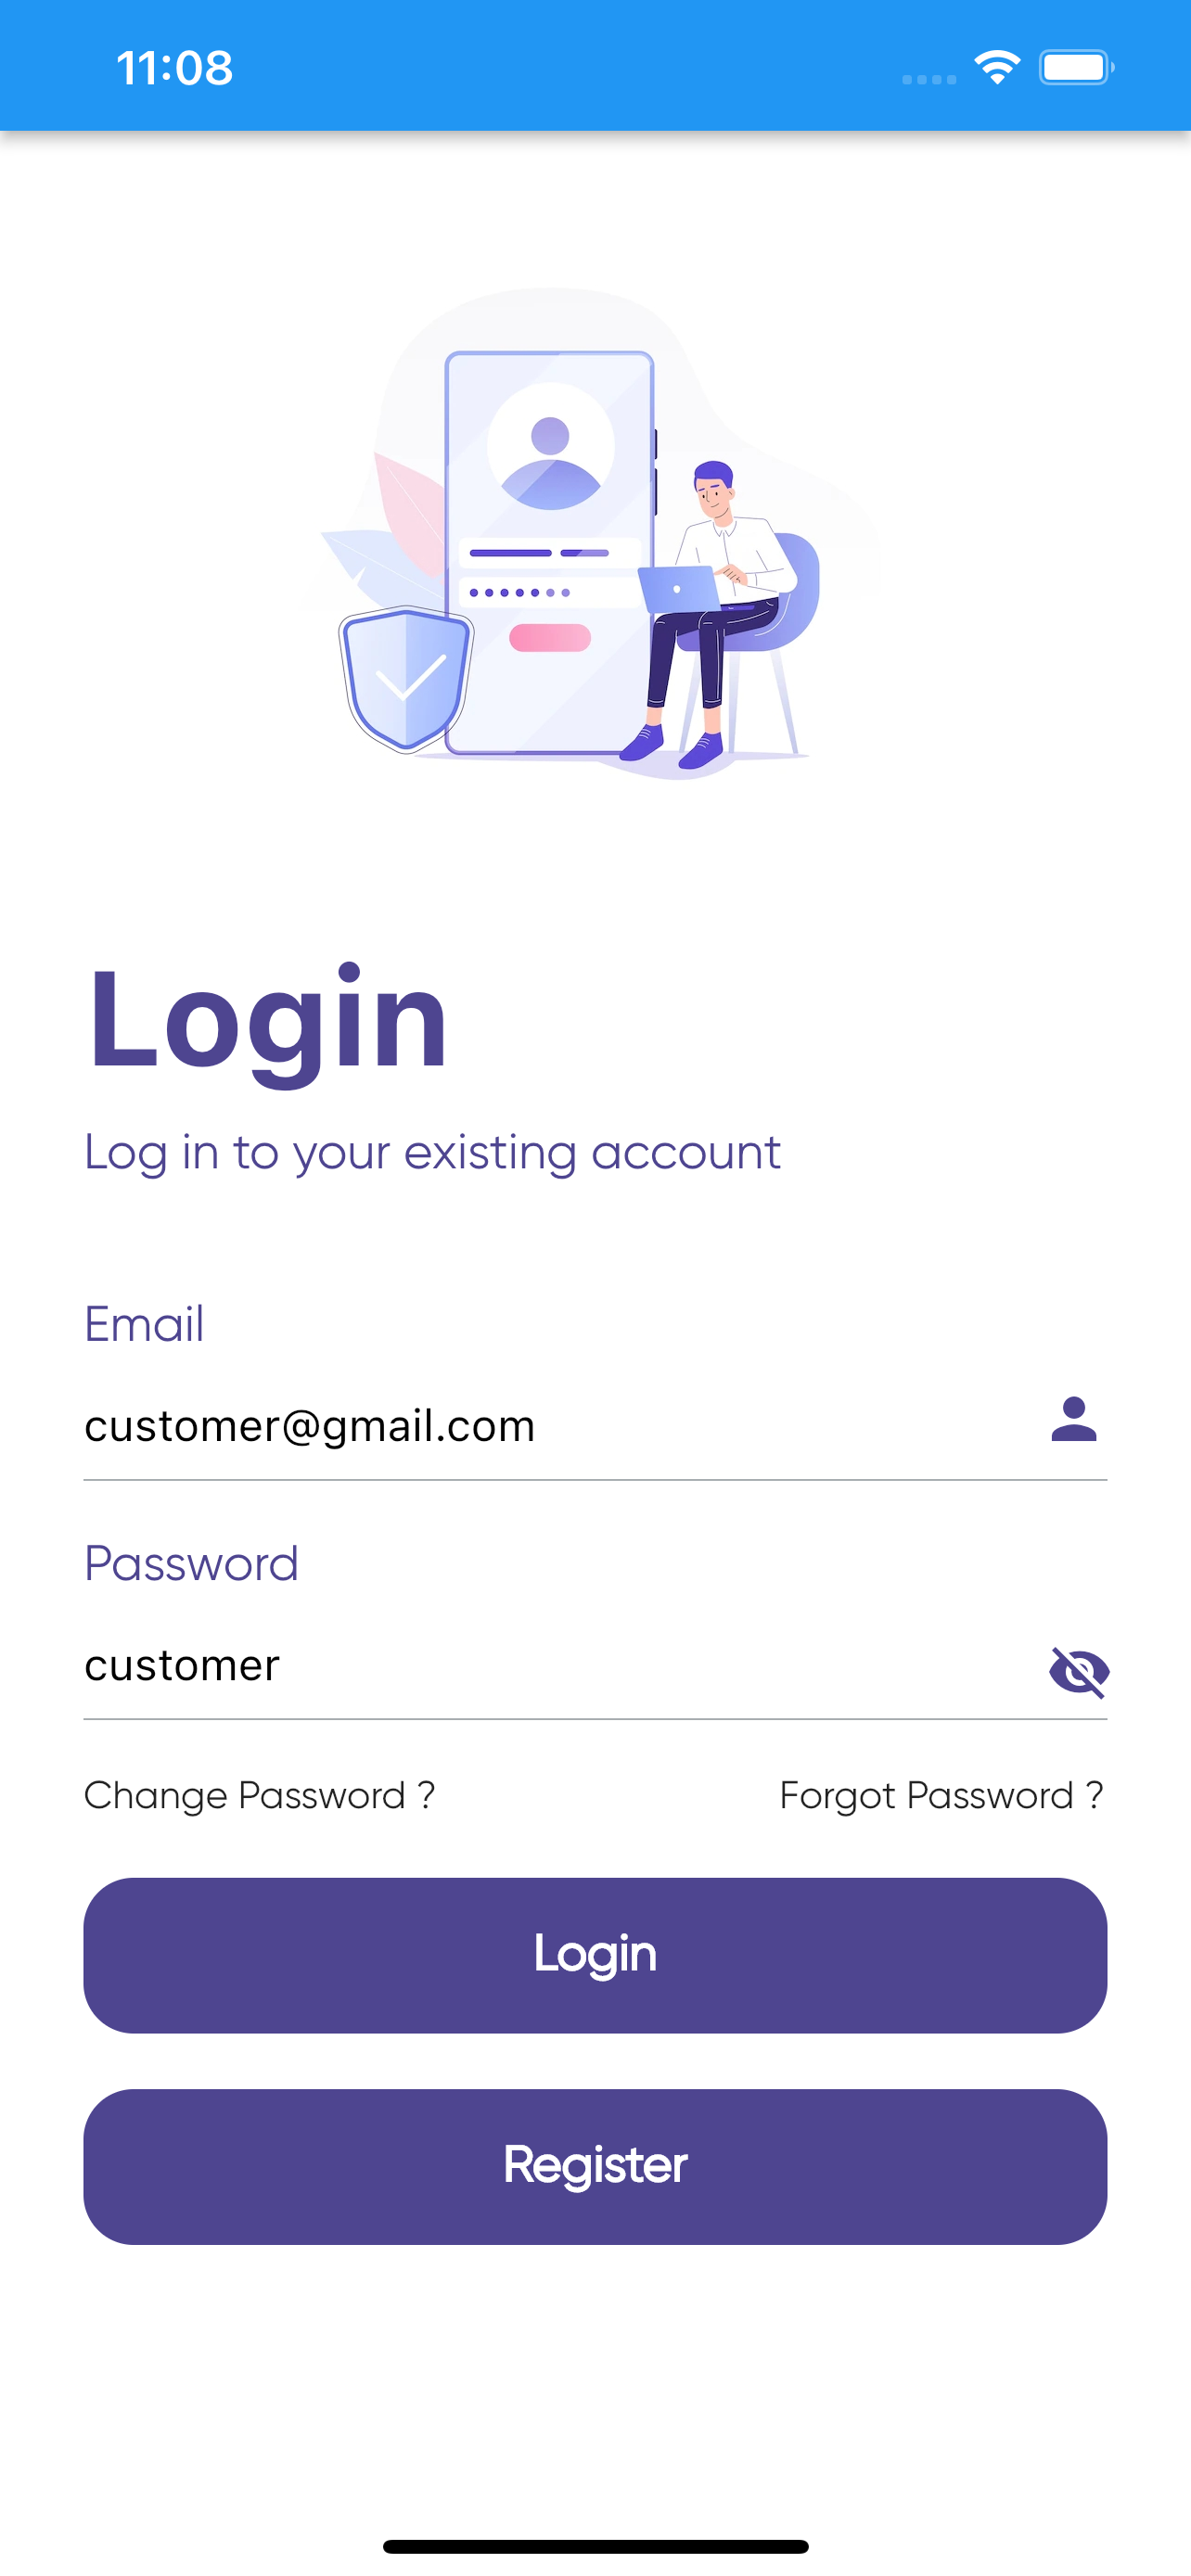 11:08
Login
Log in to your existing account
Email
customer@gmail.com
Password
customer
Change Password ? Forgot Password ?
Login
Register